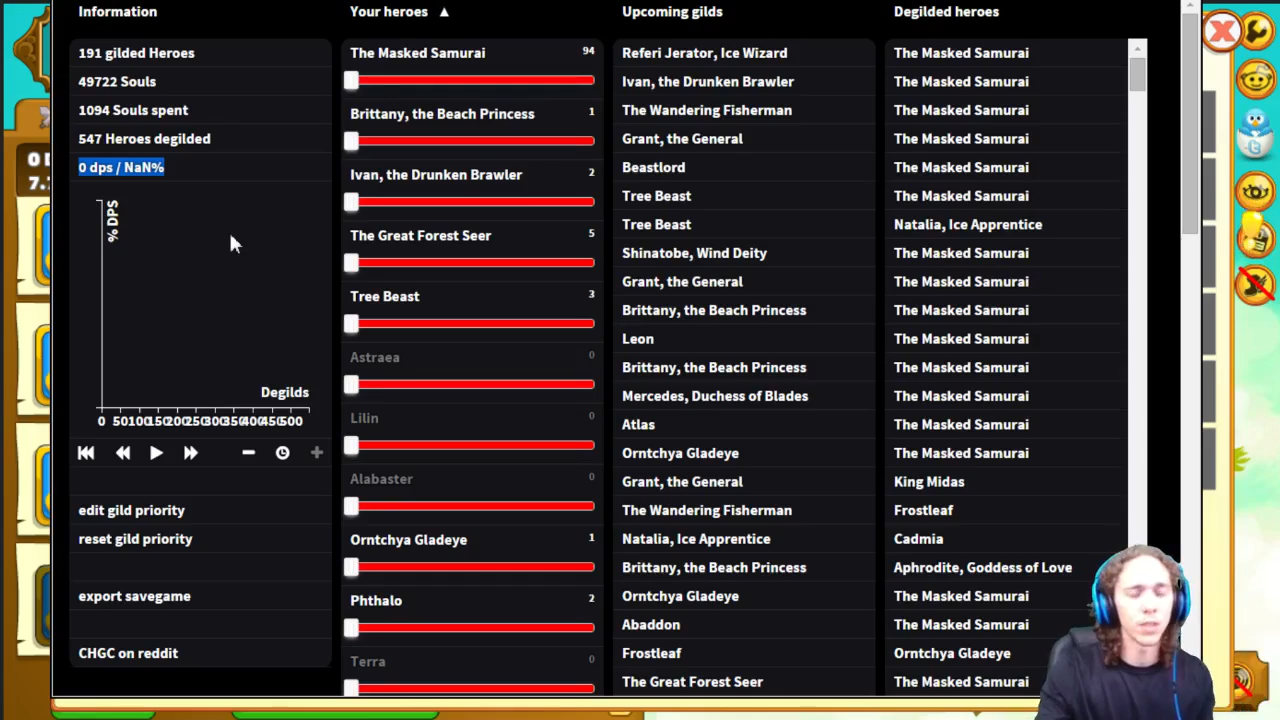 Information
191 gilded Heroes
49722 Souls
1094 Souls spent
547 Heroes degilded
0 dps / NaN%
% DPS
Degilds
0 50100150200250300350400450500
edit gild priority
reset gild priority
export savegame
CHGC on reddit
Your heroes ▲
The Masked Samurai 94
Brittany, the Beach Princess 1
Ivan, the Drunken Brawler 2
The Great Forest Seer 5
Tree Beast 3
Astraea 0
Lilin 0
Alabaster 0
Orntchya Gladeye 1
Phthalo 2
Terra 0
Upcoming gilds
Referi Jerator, Ice Wizard
Ivan, the Drunken Brawler
The Wandering Fisherman
Grant, the General
Beastlord
Tree Beast
Tree Beast
Shinatobe, Wind Deity
Grant, the General
Brittany, the Beach Princess
Leon
Brittany, the Beach Princess
Mercedes, Duchess of Blades
Atlas
Orntchya Gladeye
Grant, the General
The Wandering Fisherman
Natalia, Ice Apprentice
Brittany, the Beach Princess
Orntchya Gladeye
Abaddon
Frostleaf
The Great Forest Seer
Degilded heroes
The Masked Samurai
The Masked Samurai
The Masked Samurai
The Masked Samurai
The Masked Samurai
The Masked Samurai
Natalia, Ice Apprentice
The Masked Samurai
The Masked Samurai
The Masked Samurai
The Masked Samurai
The Masked Samurai
The Masked Samurai
The Masked Samurai
The Masked Samurai
King Midas
Frostleaf
Cadmia
Aphrodite, Goddess of Love
The Masked Samurai
The Masked Samurai
Orntchya Gladeye
The Masked Samurai